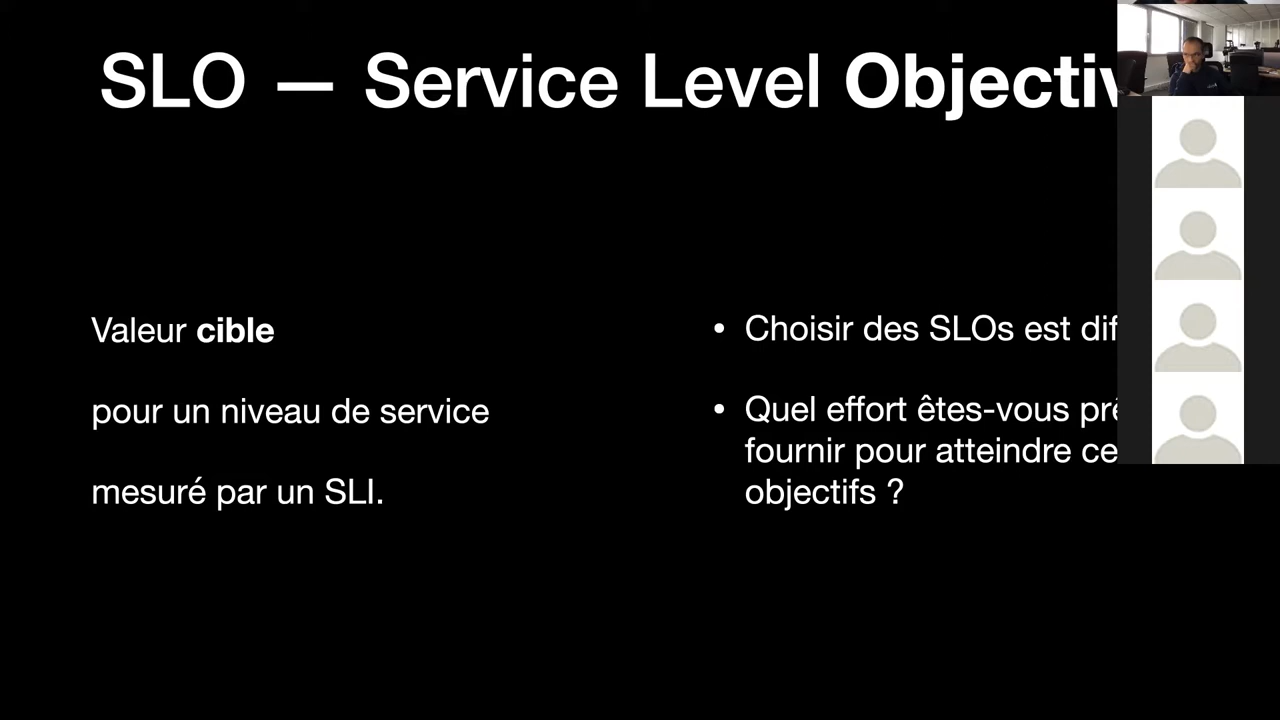 SLO — Service Level Objectiv
Valeur cible
pour un niveau de service
mesuré par un SLI.
• Choisir des SLOs est dif
• Quel effort êtes-vous prê
fournir pour atteindre ce
objectifs ?